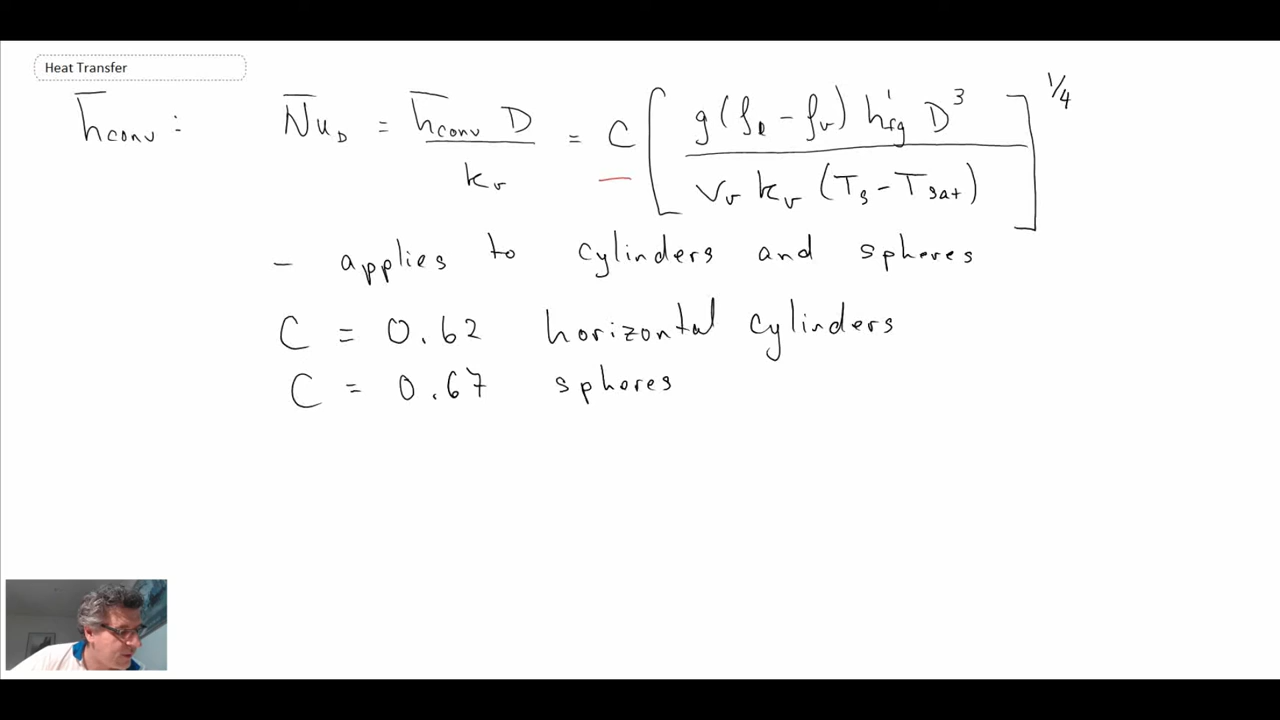 Heat Transfer
h̅conv : N̅uD = h̅conv D / kv = C [ g(ρl − ρv) h'fg D³ / νv kv (Ts − Tsat) ]^1/4
- applies to cylinders and spheres
C = 0.62 horizontal cylinders
C = 0.67 spheres